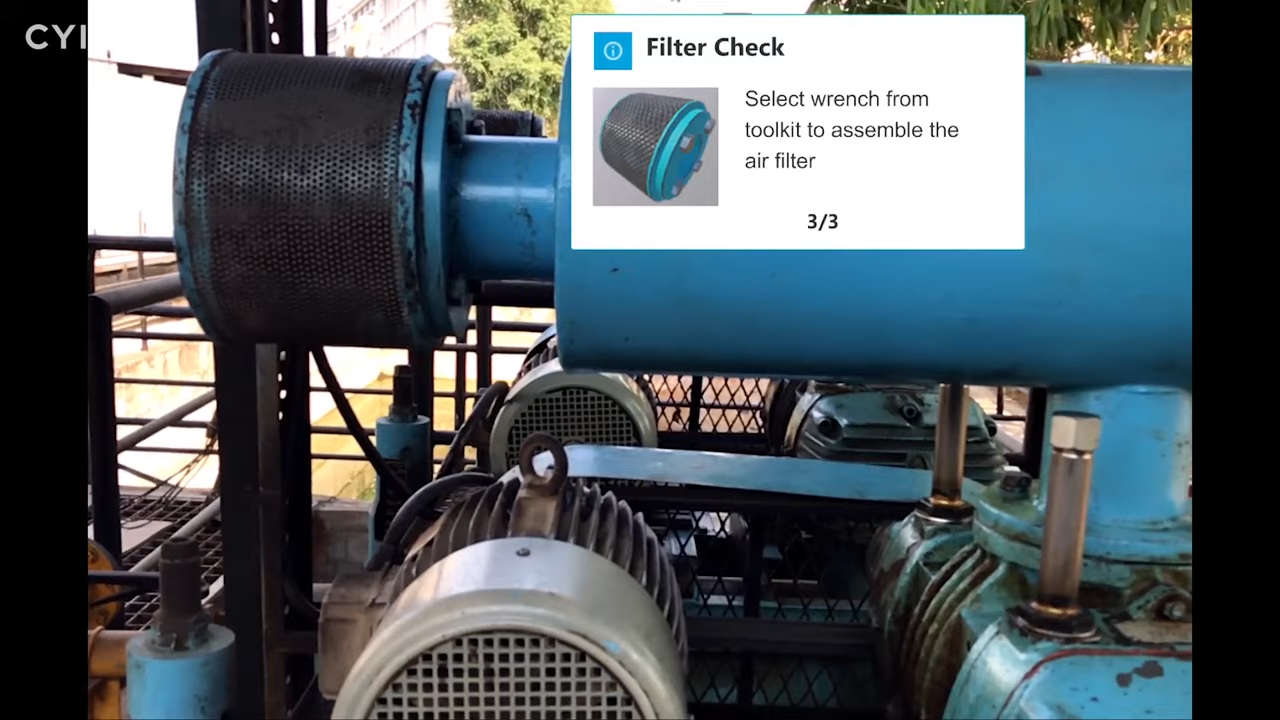 CYI
Filter Check
Select wrench from
toolkit to assemble the
air filter
3/3